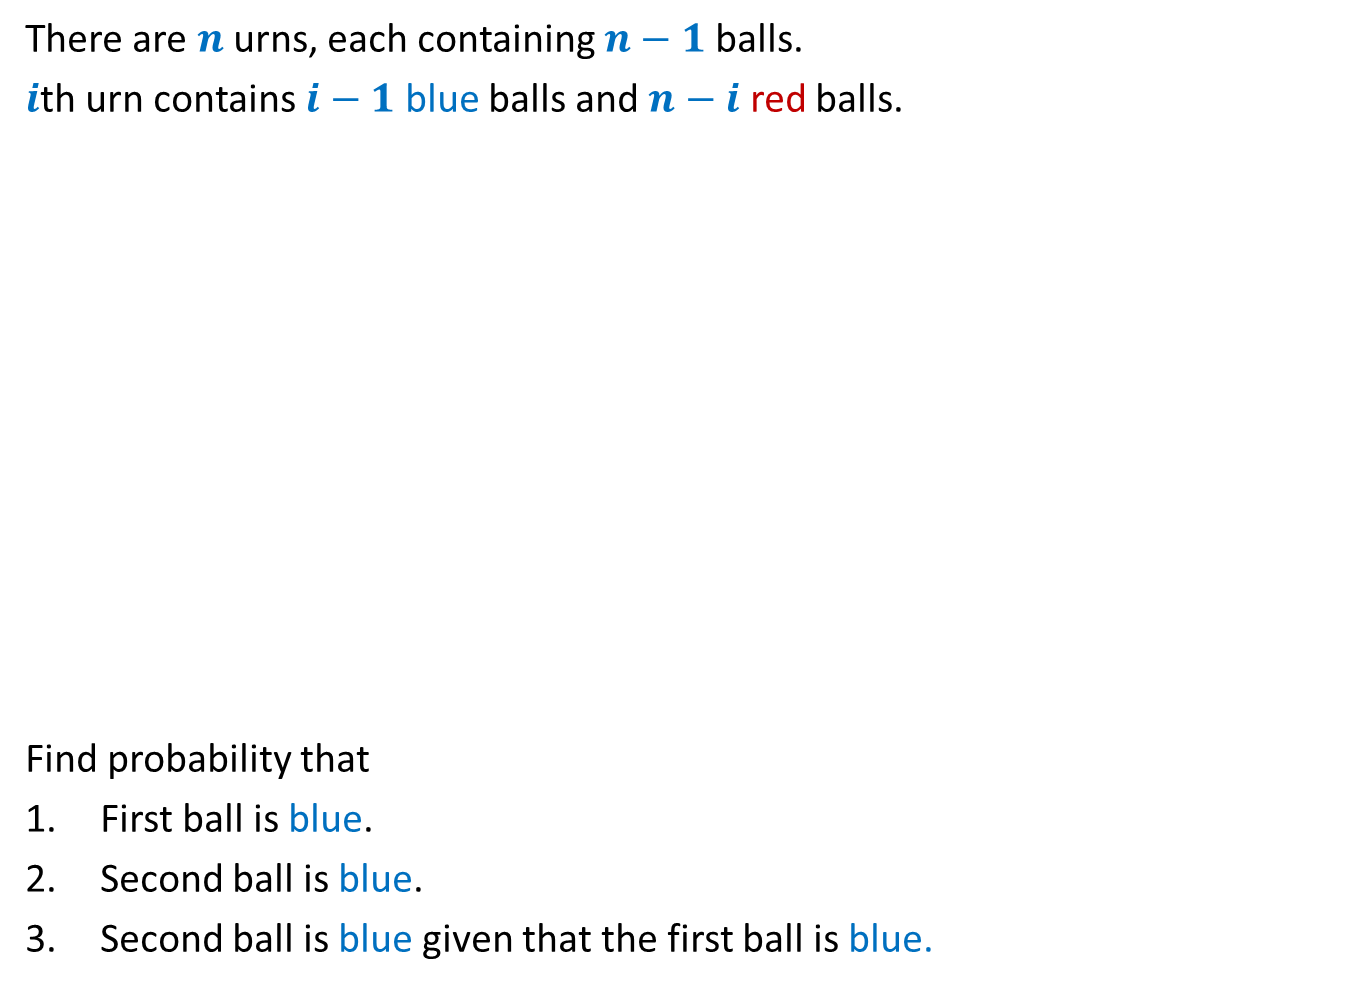 There are n urns, each containing n − 1 balls.
ith urn contains i − 1 blue balls and n − i red balls.
Find probability that
1. First ball is blue.
2. Second ball is blue.
3. Second ball is blue given that the first ball is blue.